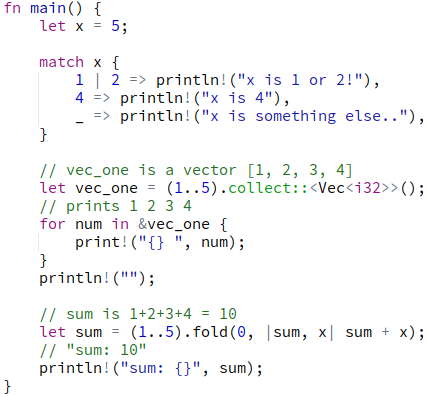 fn main() {
    let x = 5;

    match x {
        1 | 2 => println!("x is 1 or 2!"),
        4 => println!("x is 4"),
        _ => println!("x is something else.."),
    }

    // vec_one is a vector [1, 2, 3, 4]
    let vec_one = (1..5).collect::<Vec<i32>>();
    // prints 1 2 3 4
    for num in &vec_one {
        print!("{} ", num);
    }
    println!("");

    // sum is 1+2+3+4 = 10
    let sum = (1..5).fold(0, |sum, x| sum + x);
    // "sum: 10"
    println!("sum: {}", sum);
}